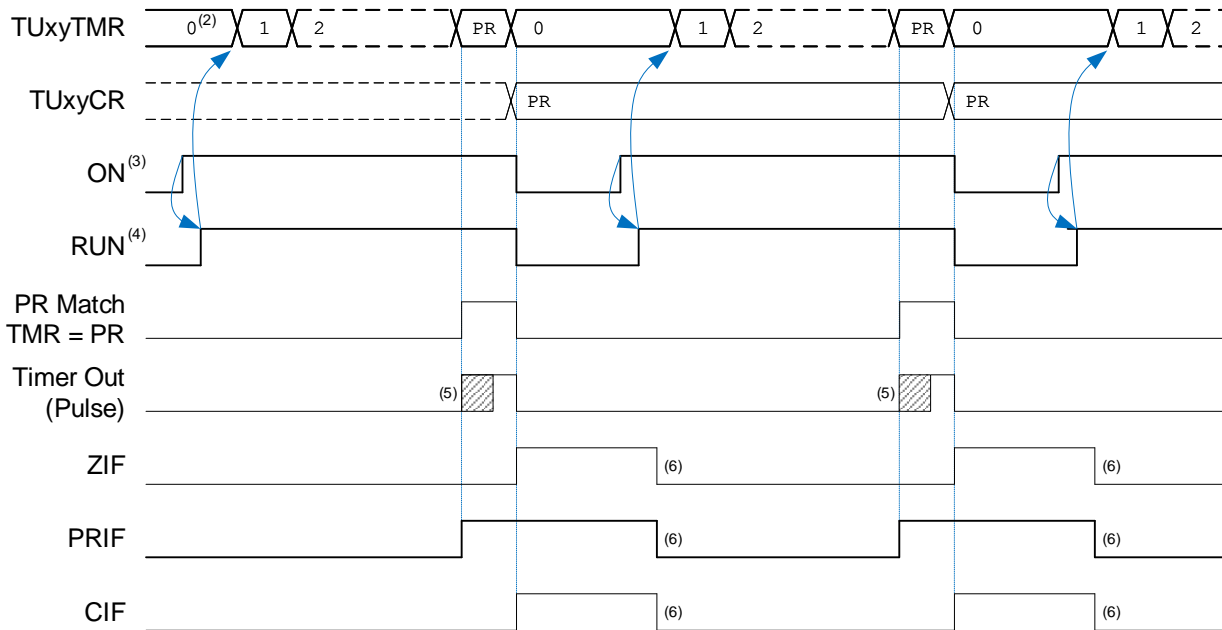 TUxyTMR 0(2) 1 2 PR 0 1 2 PR 0 1 2
TUxyCR PR PR
ON(3)
RUN(4)
PR Match
TMR = PR
Timer Out
(Pulse) (5) (5)
ZIF (6) (6)
PRIF (6) (6)
CIF (6) (6)